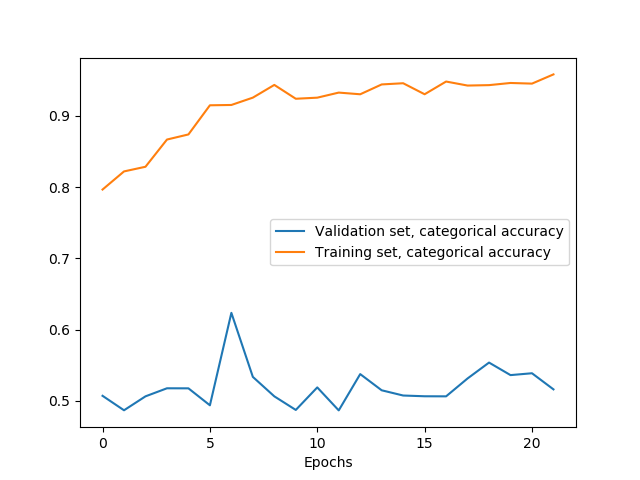 0.9
0.8
0.7
0.6
0.5
Validation set, categorical accuracy
Training set, categorical accuracy
0 5 10 15 20
Epochs